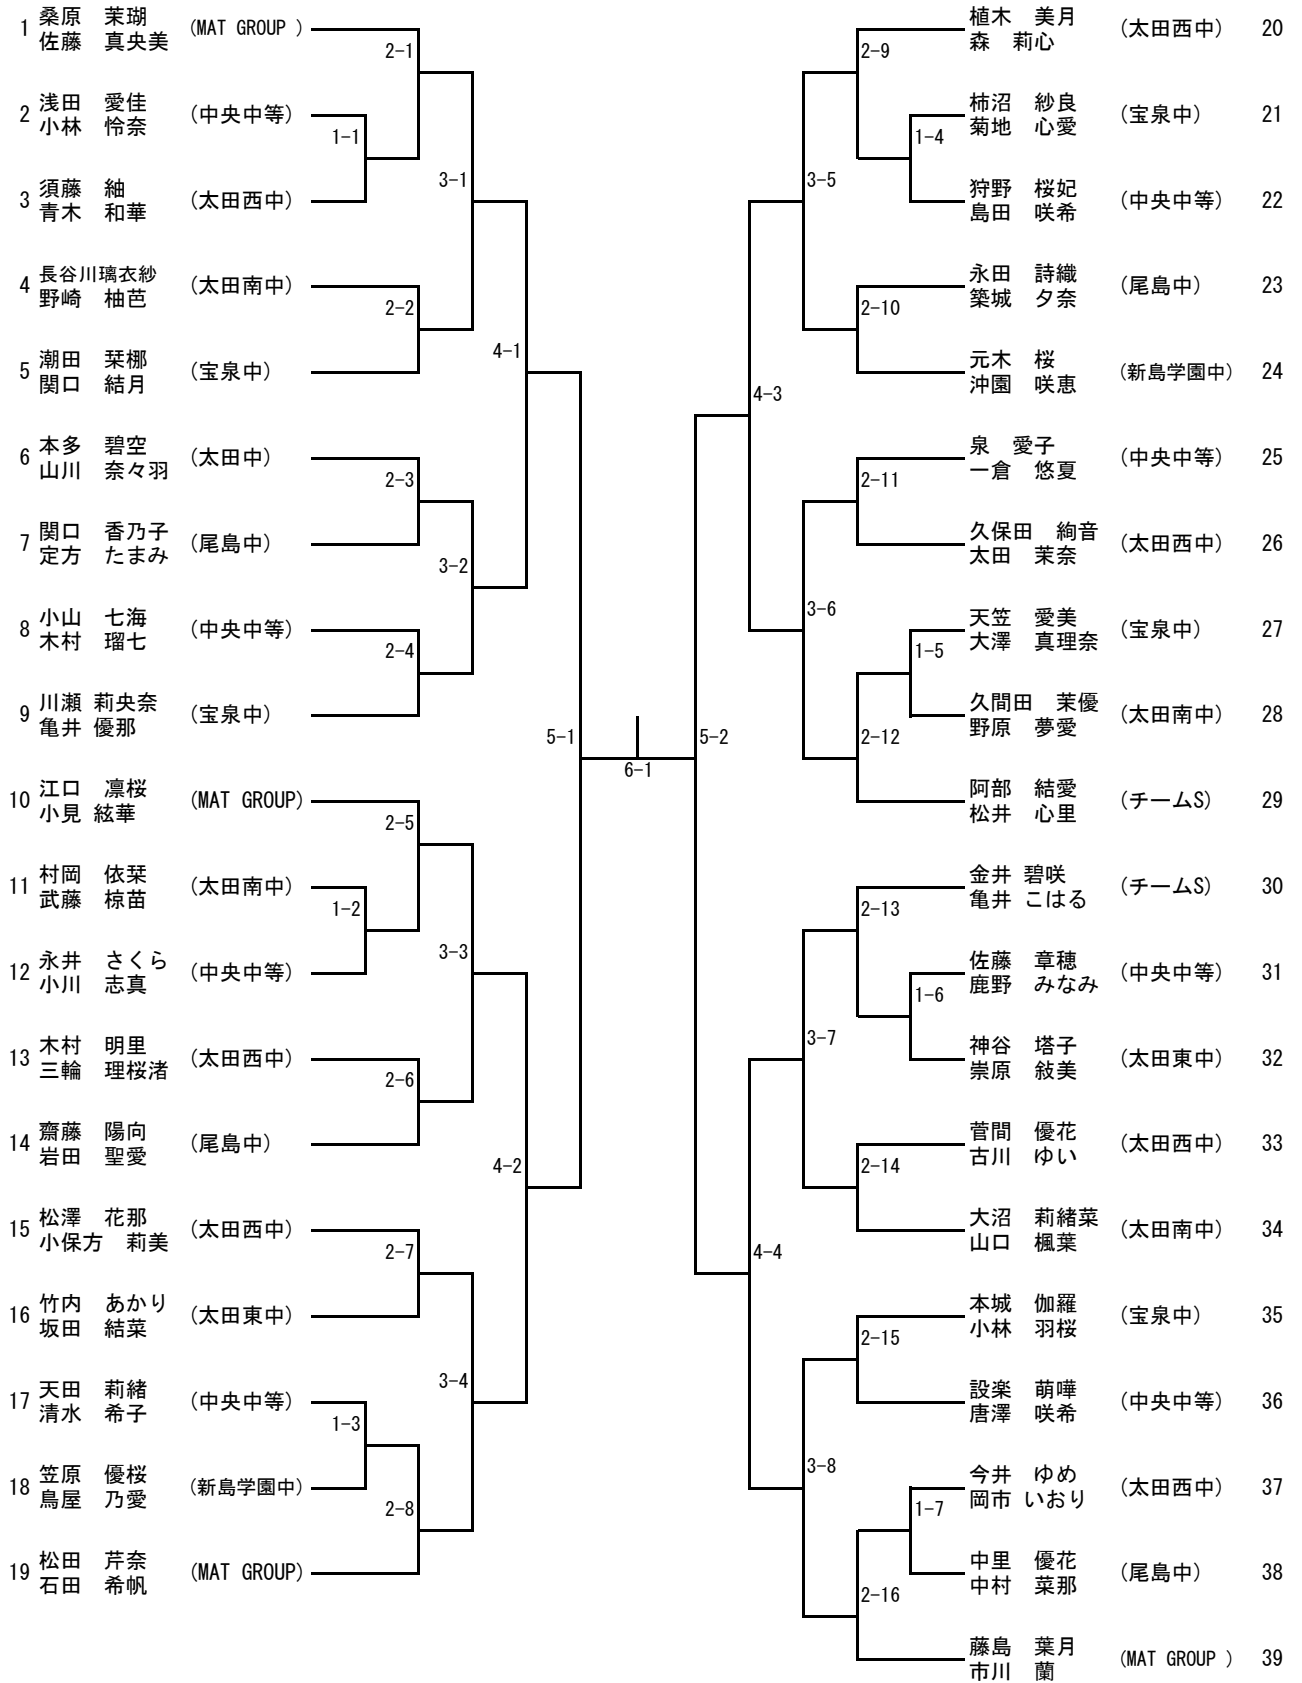 1 桑原　茉瑚 (MAT GROUP )
佐藤　真央美
2-1
2 浅田　愛佳 (中央中等)
小林　怜奈
1-1
3 須藤　紬 (太田西中)
青木　和華
3-1
4 長谷川璃衣紗 (太田南中)
野崎　柚芭
2-2
5 潮田　栞梛 (宝泉中)
関口　結月
4-1
6 本多　碧空 (太田中)
山川　奈々羽
2-3
7 関口　香乃子 (尾島中)
定方　たまみ
3-2
8 小山　七海 (中央中等)
木村　瑠七
2-4
9 川瀬 莉央奈 (宝泉中)
亀井 優那
5-1
10 江口　凛桜 (MAT GROUP)
小見 絃華
2-5
11 村岡　依栞 (太田南中)
武藤　椋苗
1-2
12 永井　さくら (中央中等)
小川　志真
3-3
13 木村　明里 (太田西中)
三輪　理桜渚
2-6
14 齋藤　陽向 (尾島中)
岩田　聖愛
4-2
15 松澤　花那 (太田西中)
小保方　莉美
2-7
16 竹内　あかり (太田東中)
坂田　結菜
3-4
17 天田　莉緒 (中央中等)
清水　希子
1-3
18 笠原　優桜 (新島学園中)
鳥屋　乃愛
2-8
19 松田　芹奈 (MAT GROUP)
石田　希帆
6-1
植木　美月 (太田西中) 20
森　莉心
2-9
柿沼　紗良 (宝泉中) 21
菊地　心愛
1-4
狩野　桜妃 (中央中等) 22
島田　咲希
3-5
永田　詩織 (尾島中) 23
築城　夕奈
2-10
元木　桜 (新島学園中) 24
沖園　咲恵
4-3
泉　愛子 (中央中等) 25
一倉　悠夏
2-11
久保田　絢音 (太田西中) 26
太田　茉奈
3-6
天笠　愛美 (宝泉中) 27
大澤　真理奈
1-5
久間田　茉優 (太田南中) 28
野原　夢愛
2-12
5-2
阿部　結愛 (チームS) 29
松井　心里
金井 碧咲 (チームS) 30
亀井 こはる
2-13
佐藤　章穂 (中央中等) 31
鹿野　みなみ
1-6
神谷　塔子 (太田東中) 32
崇原　敍美
3-7
菅間　優花 (太田西中) 33
古川　ゆい
2-14
大沼　莉緒菜 (太田南中) 34
山口　楓葉
4-4
本城　伽羅 (宝泉中) 35
小林　羽桜
2-15
設楽　萌嘩 (中央中等) 36
唐澤　咲希
3-8
今井　ゆめ (太田西中) 37
岡市 いおり
1-7
中里　優花 (尾島中) 38
中村　菜那
2-16
藤島　葉月 (MAT GROUP ) 39
市川　蘭